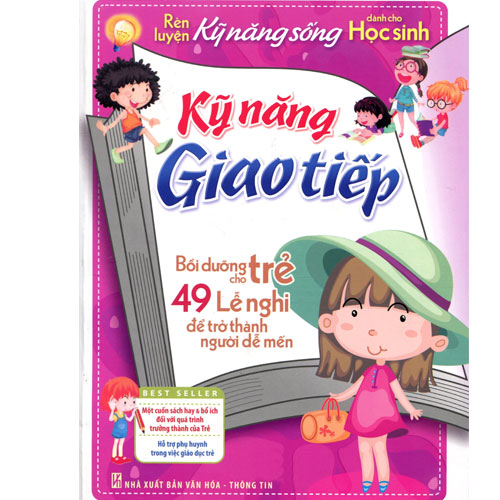 Rèn luyện Kỹ năng sống dành cho Học sinh
Kỹ năng
Giao tiếp
Bồi dưỡng cho trẻ
49 Lễ nghi
để trở thành
người dễ mến
BEST SELLER
Một cuốn sách hay & bổ ích
đối với quá trình
trưởng thành của Trẻ
Hỗ trợ phụ huynh
trong việc giáo dục trẻ
NHÀ XUẤT BẢN VĂN HÓA - THÔNG TIN